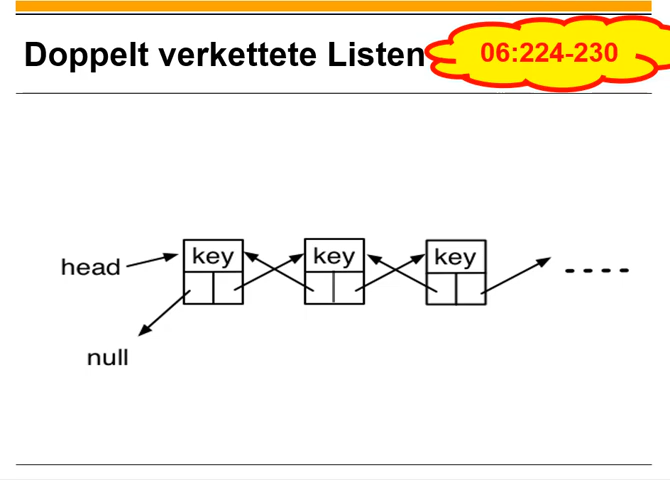 Doppelt verkettete Listen
06:224-230
key
key
key
head
null